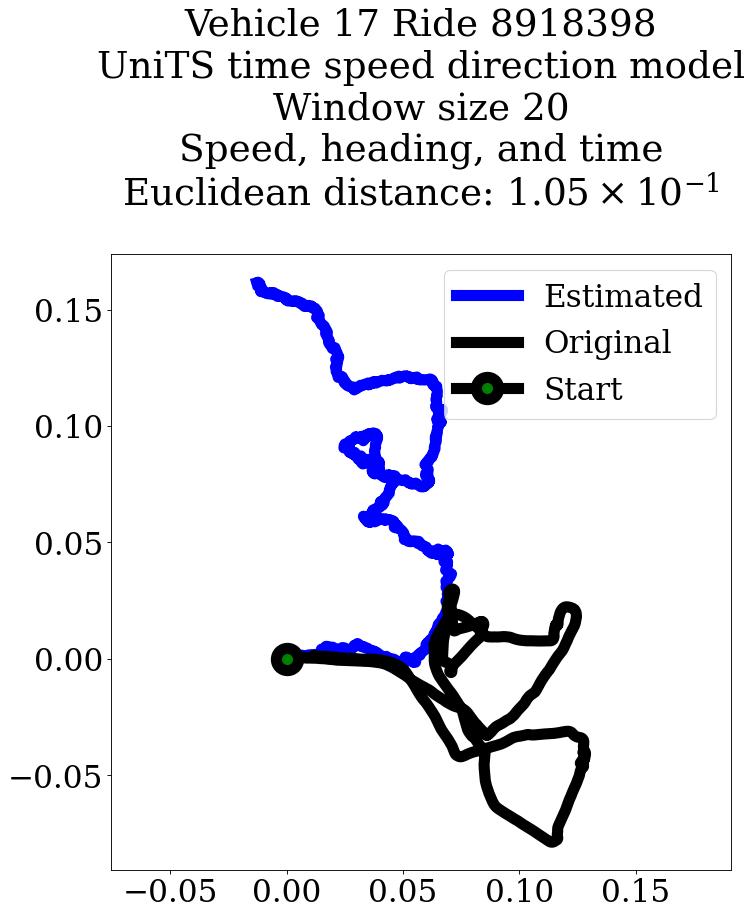 Vehicle 17 Ride 8918398
UniTS time speed direction model
Window size 20
Speed, heading, and time
Euclidean distance: 1.05 × 10⁻¹
Estimated
Original
Start
0.15
0.10
0.05
0.00
−0.05
−0.05
0.00
0.05
0.10
0.15